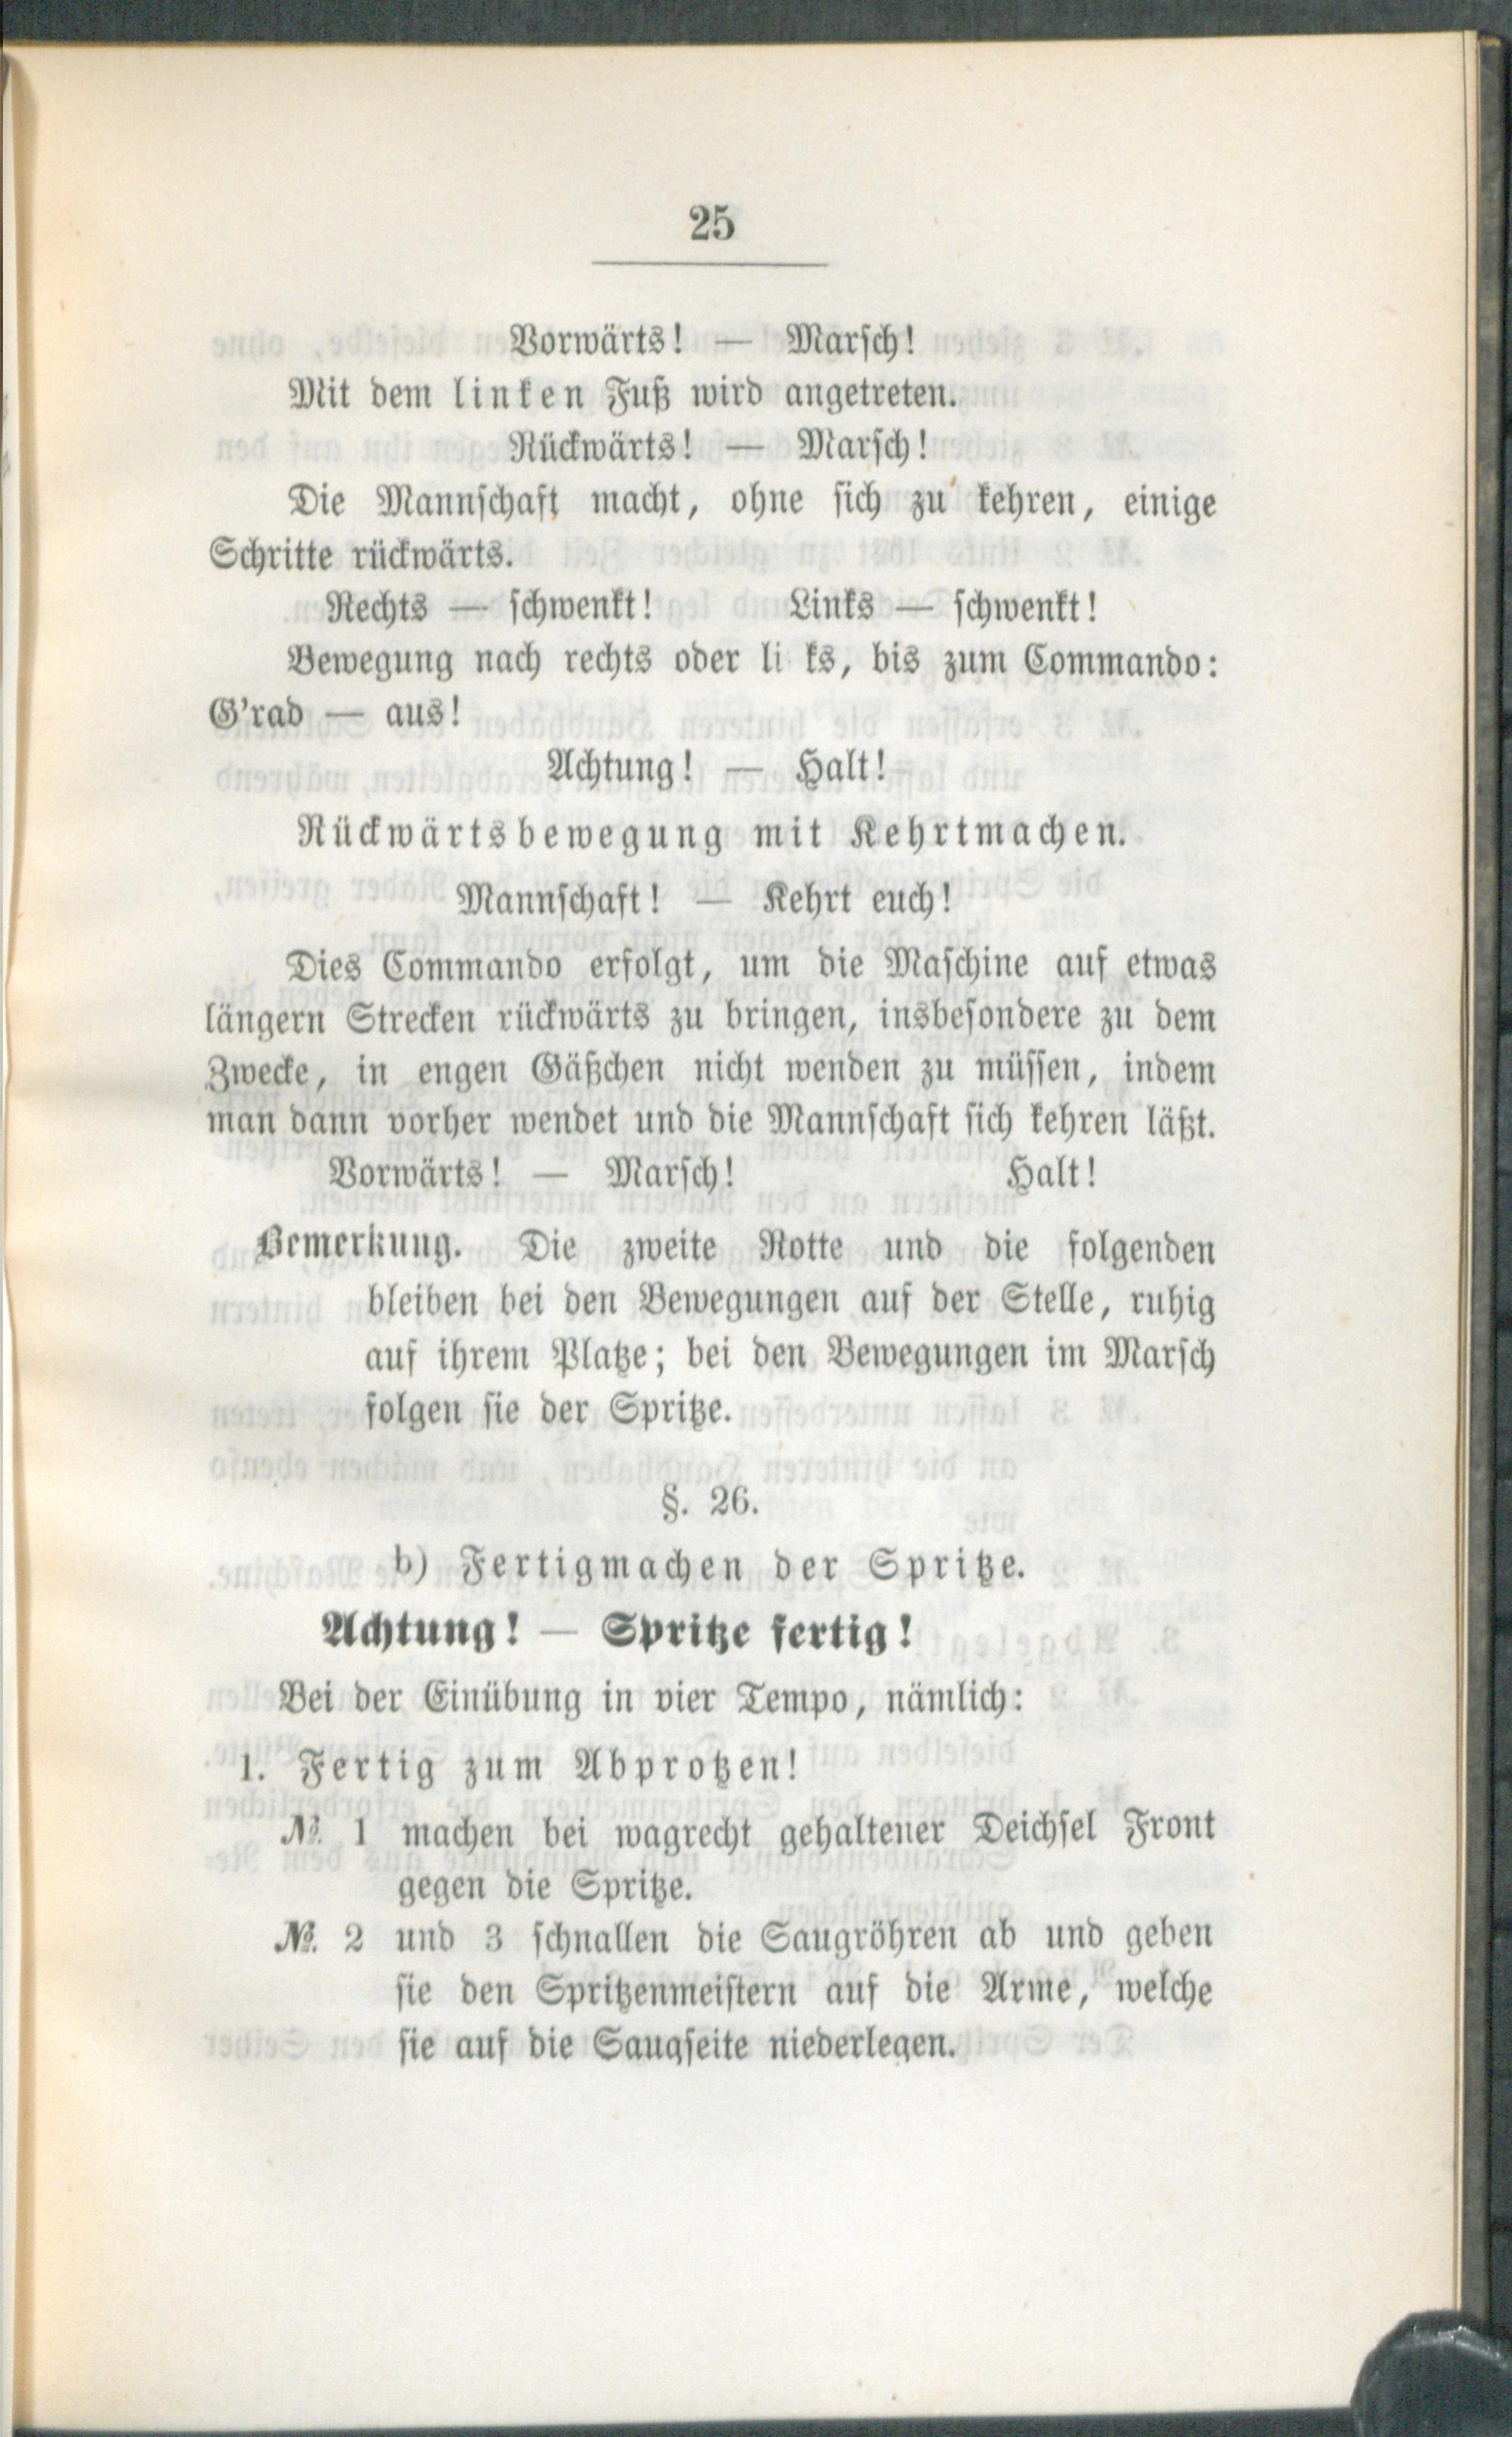 25
Vorwärts! — Marsch!
Mit dem linken Fuß wird angetreten.
Rückwärts! — Marsch!
Die Mannschaft macht, ohne sich zu kehren, einige
Schritte rückwärts.
Rechts — schwenkt! Links — schwenkt!
Bewegung nach rechts oder li ks, bis zum Commando:
G'rad — aus!
Achtung! — Halt!
Rückwärtsbewegung mit Kehrtmachen.
Mannschaft! — Kehrt euch!
Dies Commando erfolgt, um die Maschine auf etwas
längern Strecken rückwärts zu bringen, insbesondere zu dem
Zwecke, in engen Gäßchen nicht wenden zu müssen, indem
man dann vorher wendet und die Mannschaft sich kehren läßt.
Vorwärts! — Marsch! Halt!
Bemerkung. Die zweite Rotte und die folgenden
bleiben bei den Bewegungen auf der Stelle, ruhig
auf ihrem Platze; bei den Bewegungen im Marsch
folgen sie der Spritze.
§. 26.
b) Fertigmachen der Spritze.
Achtung! — Spritze fertig!
Bei der Einübung in vier Tempo, nämlich:
1. Fertig zum Abprotzen!
№. 1 machen bei wagrecht gehaltener Deichsel Front
gegen die Spritze.
№. 2 und 3 schnallen die Saugröhren ab und geben
sie den Spritzenmeistern auf die Arme, welche
sie auf die Saugseite niederlegen.